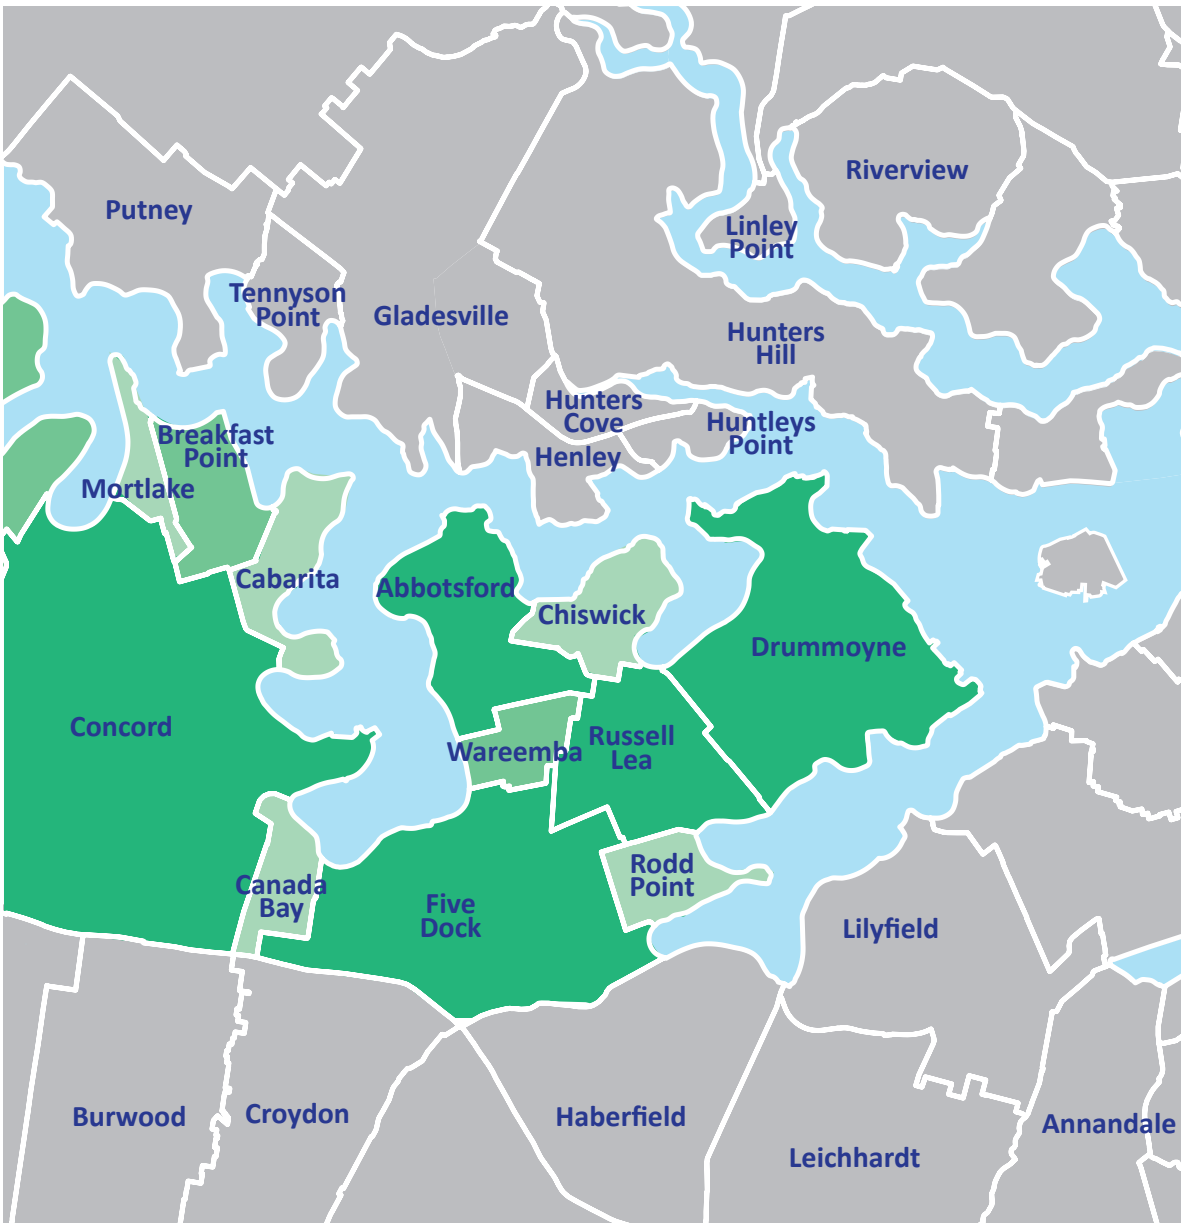 Riverview
Putney
Linley
Point
Tennyson
Point
Gladesville
Hunters
Hill
Hunters
Cove
Huntleys
Point
Breakfast
Point
Henley
Mortlake
Cabarita
Abbotsford
Chiswick
Drummoyne
Concord
Wareemba
Russell
Lea
Rodd
Point
Canada
Bay
Five
Dock
Lilyfield
Burwood
Croydon
Haberfield
Annandale
Leichhardt